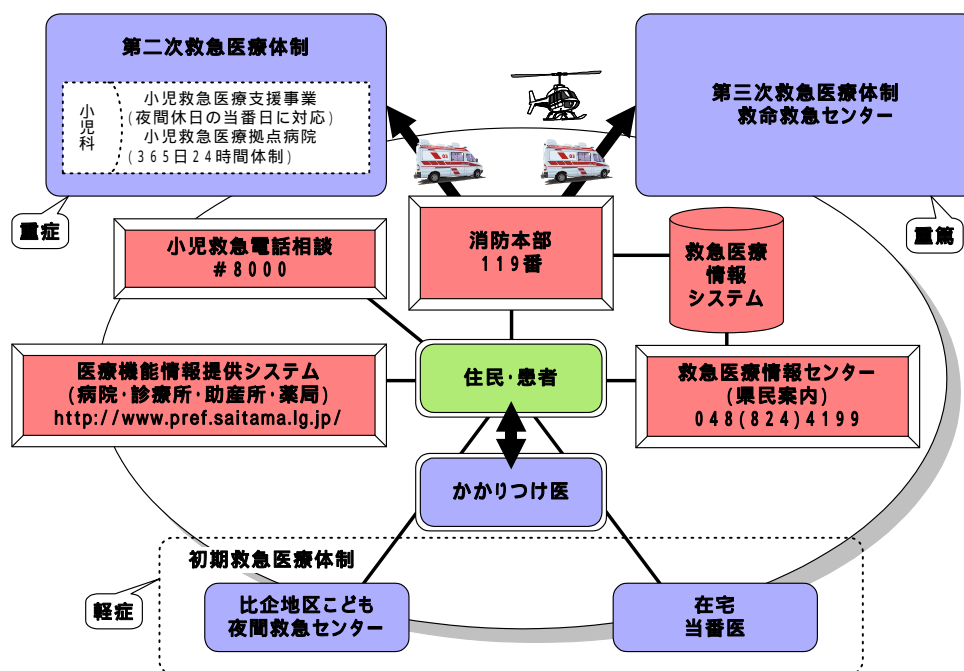 第二次救急医療体制
小児科
小児救急医療支援事業
(夜間休日の当番日に対応)
小児救急医療拠点病院
(365日24時間体制)
第三次救急医療体制
救命救急センター
重症
重篤
小児救急電話相談
#8000
消防本部
119番
救急医療
情報
システム
医療機能情報提供システム
(病院・診療所・助産所・薬局)
http://www.pref.saitama.lg.jp/
住民・患者
救急医療情報センター
(県民案内)
048(824)4199
かかりつけ医
初期救急医療体制
軽症
比企地区こども
夜間救急センター
在宅
当番医